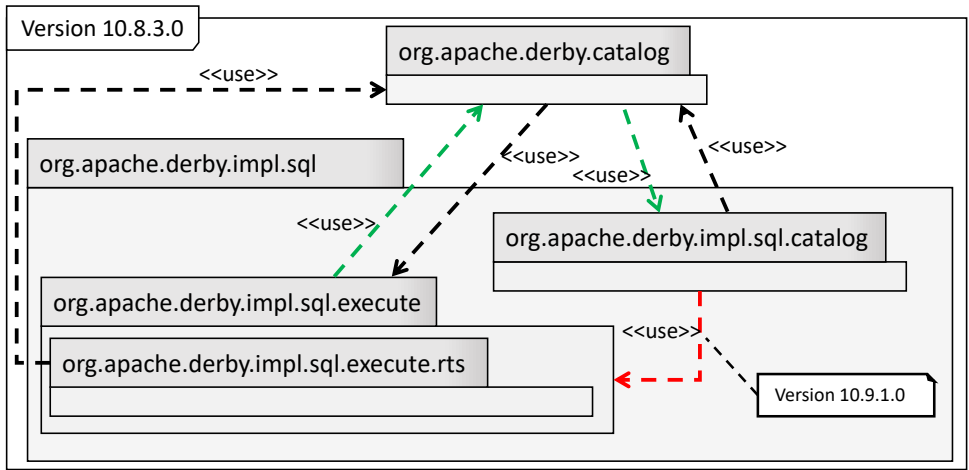 Version 10.8.3.0
org.apache.derby.catalog
<<use>>
<<use>>
<<use>>
<<use>>
org.apache.derby.impl.sql
<<use>>
org.apache.derby.impl.sql.catalog
org.apache.derby.impl.sql.execute
<<use>>
org.apache.derby.impl.sql.execute.rts
Version 10.9.1.0